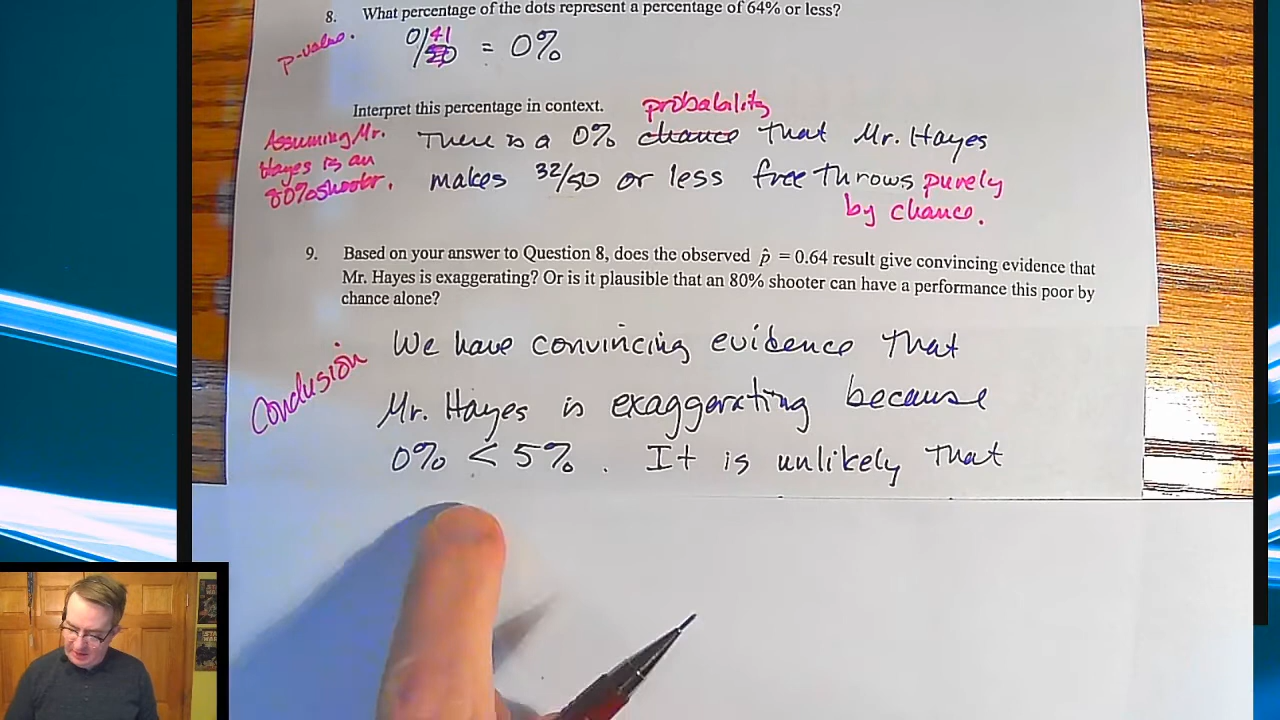 8. What percentage of the dots represent a percentage of 64% or less?
p-value.
0/50 41 = 0%
Interpret this percentage in context.
probability
Assuming Mr. Hayes is an 80% shooter.
There is a 0% chance that Mr. Hayes
makes 32/50 or less free throws purely
by chance.
9. Based on your answer to Question 8, does the observed p̂ = 0.64 result give convincing evidence that
Mr. Hayes is exaggerating? Or is it plausible that an 80% shooter can have a performance this poor by
chance alone?
Conclusion
We have convincing evidence that
Mr. Hayes is exaggerating because
0% < 5%. It is unlikely that